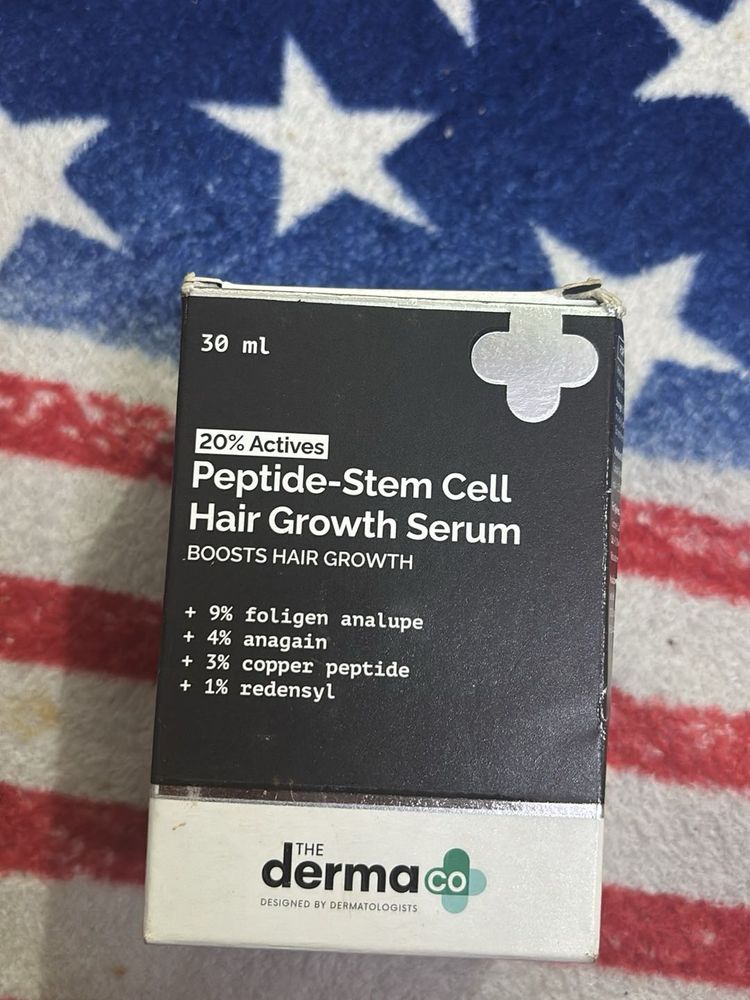 30 ml
20% Actives
Peptide-Stem Cell
Hair Growth Serum
BOOSTS HAIR GROWTH
+ 9% foligen analupe
+ 4% anagain
+ 3% copper peptide
+ 1% redensyl
THE
derma co
DESIGNED BY DERMATOLOGISTS